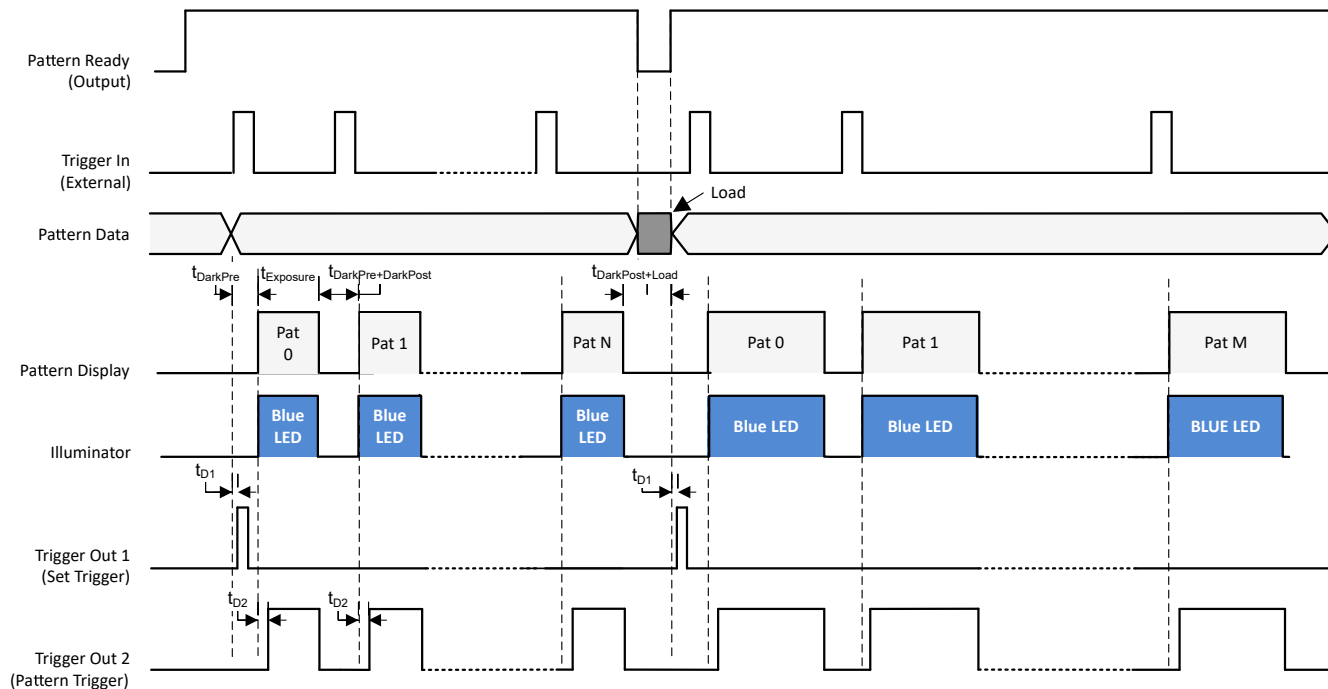 Pattern Ready
(Output)
Trigger In
(External)
Load
Pattern Data
tDarkPre
tExposure
tDarkPre+DarkPost
tDarkPost+Load
Pat
0
Pat 1
Pat N
Pat 0
Pat 1
Pat M
Pattern Display
Blue
LED
Blue
LED
Blue
LED
Blue LED
Blue LED
BLUE LED
Illuminator
tD1
tD1
Trigger Out 1
(Set Trigger)
tD2
tD2
Trigger Out 2
(Pattern Trigger)